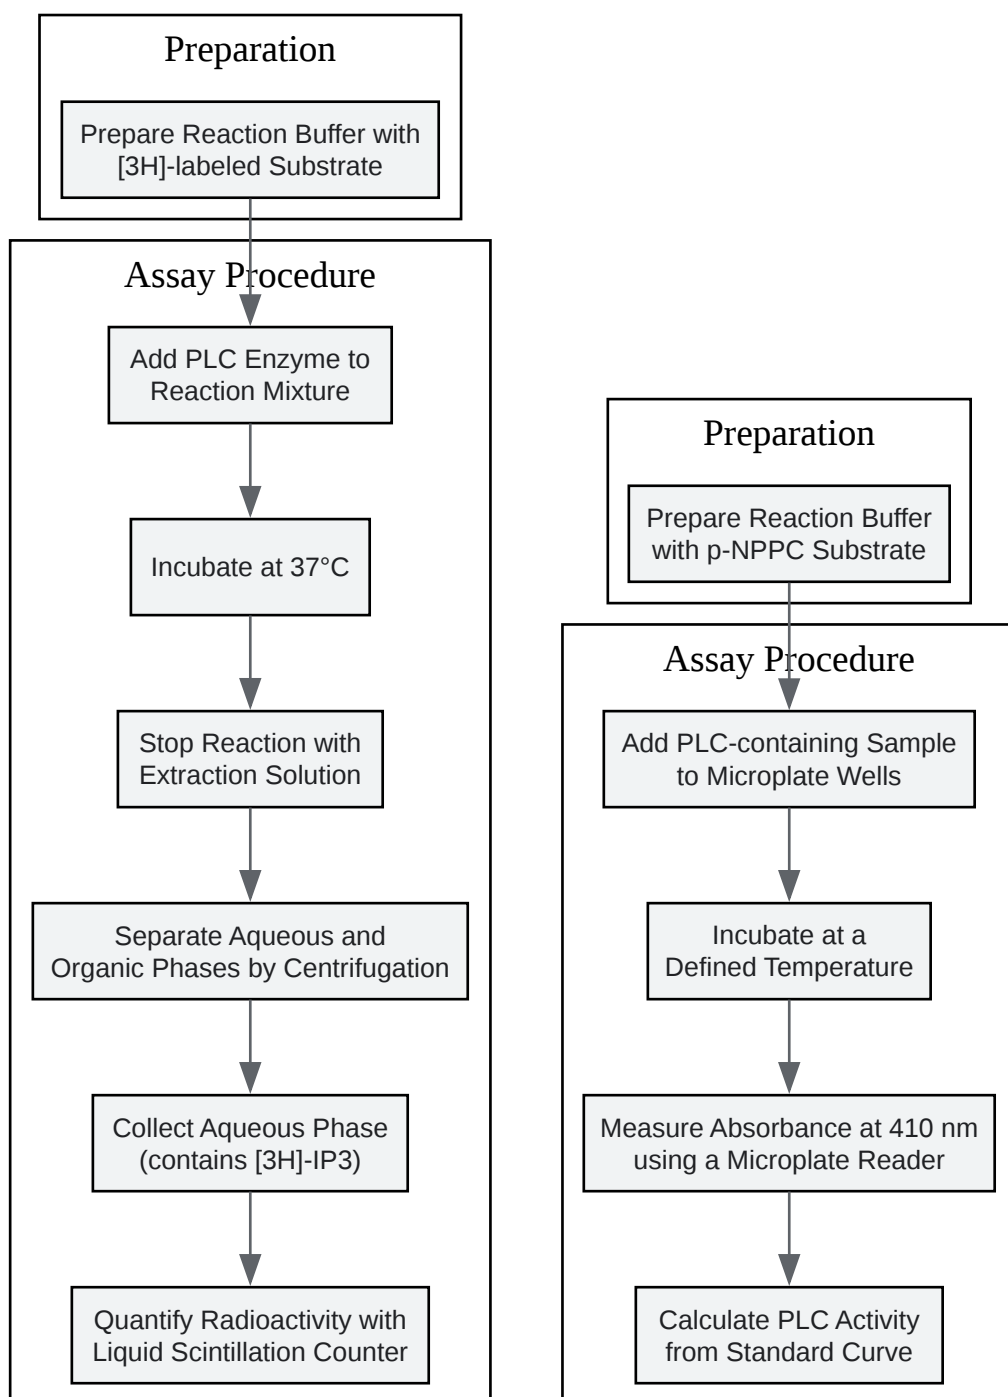 Preparation
Prepare Reaction Buffer with
[3H]-labeled Substrate
Assay Procedure
Add PLC Enzyme to
Reaction Mixture
Incubate at 37°C
Stop Reaction with
Extraction Solution
Separate Aqueous and
Organic Phases by Centrifugation
Collect Aqueous Phase
(contains [3H]-IP3)
Quantify Radioactivity with
Liquid Scintillation Counter
Preparation
Prepare Reaction Buffer
with p-NPPC Substrate
Assay Procedure
Add PLC-containing Sample
to Microplate Wells
Incubate at a
Defined Temperature
Measure Absorbance at 410 nm
using a Microplate Reader
Calculate PLC Activity
from Standard Curve